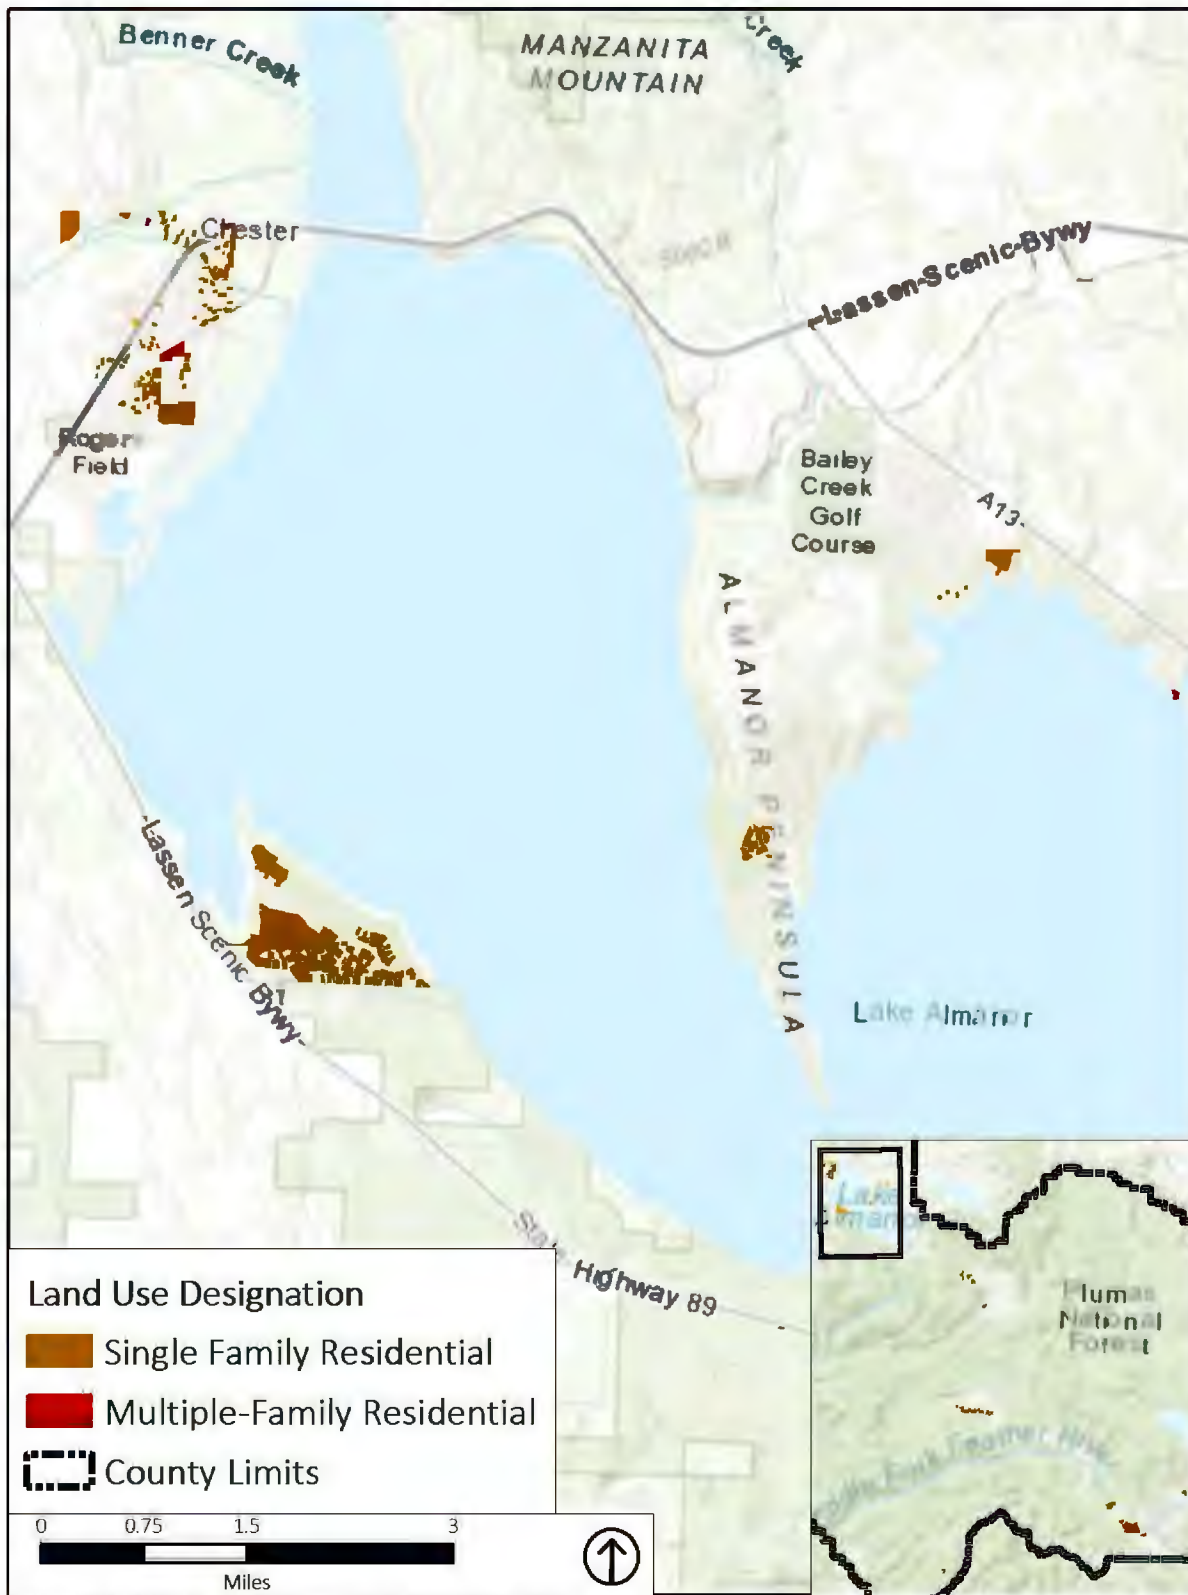 Benner Creek
Creek
MANZANITA
MOUNTAIN
Chester
Lassen-Scenic-Bywy
Roger
Field
Bailey
Creek
Golf
Course
A13
ALMANOR PENINSULA
Lassen Scenic Bywy
Lake Almanor
State Highway 89
Lake
Plumas
National
Forest
Land Use Designation
Single Family Residential
Multiple-Family Residential
County Limits
0 0.75 1.5 3
Miles